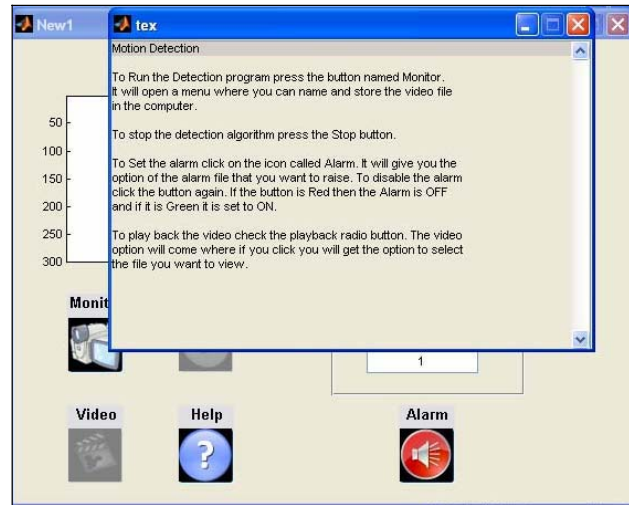 New1
tex
Motion Detection
To Run the Detection program press the button named Monitor.
It will open a menu where you can name and store the video file
in the computer.
To stop the detection algorithm press the Stop button.
To Set the alarm click on the icon called Alarm. It will give you the
option of the alarm file that you want to raise. To disable the alarm
click the button again. If the button is Red then the Alarm is OFF
and if it is Green it is set to ON.
To play back the video check the playback radio button. The video
option will come where if you click you will get the option to select
the file you want to view.
50
100
150
200
250
300
Monit
1
Video
Help
?
Alarm